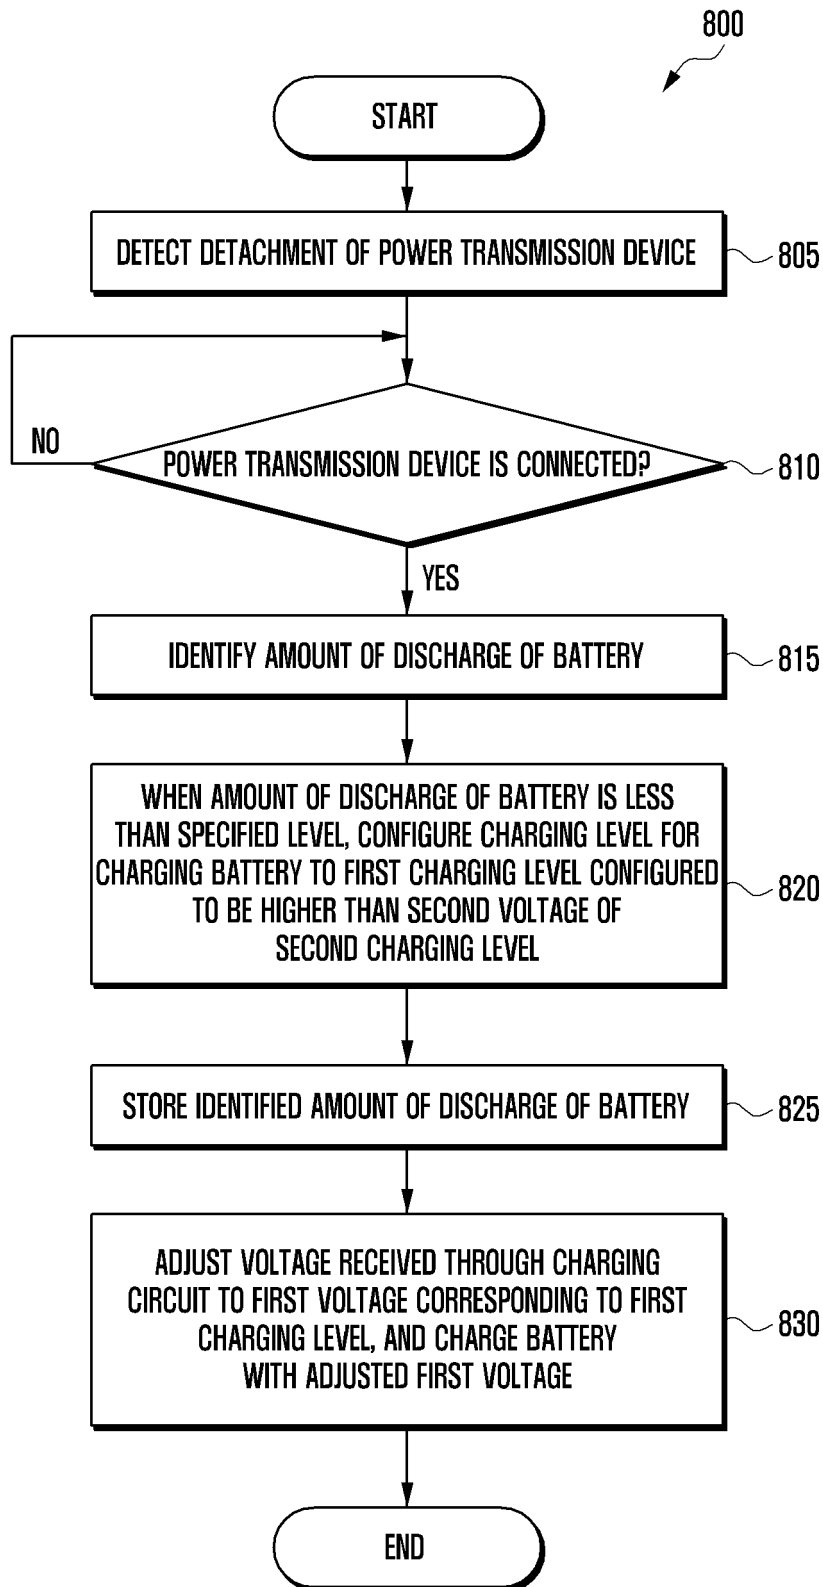 800
START
DETECT DETACHMENT OF POWER TRANSMISSION DEVICE
805
NO
POWER TRANSMISSION DEVICE IS CONNECTED?
810
YES
IDENTIFY AMOUNT OF DISCHARGE OF BATTERY
815
WHEN AMOUNT OF DISCHARGE OF BATTERY IS LESS
THAN SPECIFIED LEVEL, CONFIGURE CHARGING LEVEL FOR
CHARGING BATTERY TO FIRST CHARGING LEVEL CONFIGURED
TO BE HIGHER THAN SECOND VOLTAGE OF
SECOND CHARGING LEVEL
820
STORE IDENTIFIED AMOUNT OF DISCHARGE OF BATTERY
825
ADJUST VOLTAGE RECEIVED THROUGH CHARGING
CIRCUIT TO FIRST VOLTAGE CORRESPONDING TO FIRST
CHARGING LEVEL, AND CHARGE BATTERY
WITH ADJUSTED FIRST VOLTAGE
830
END